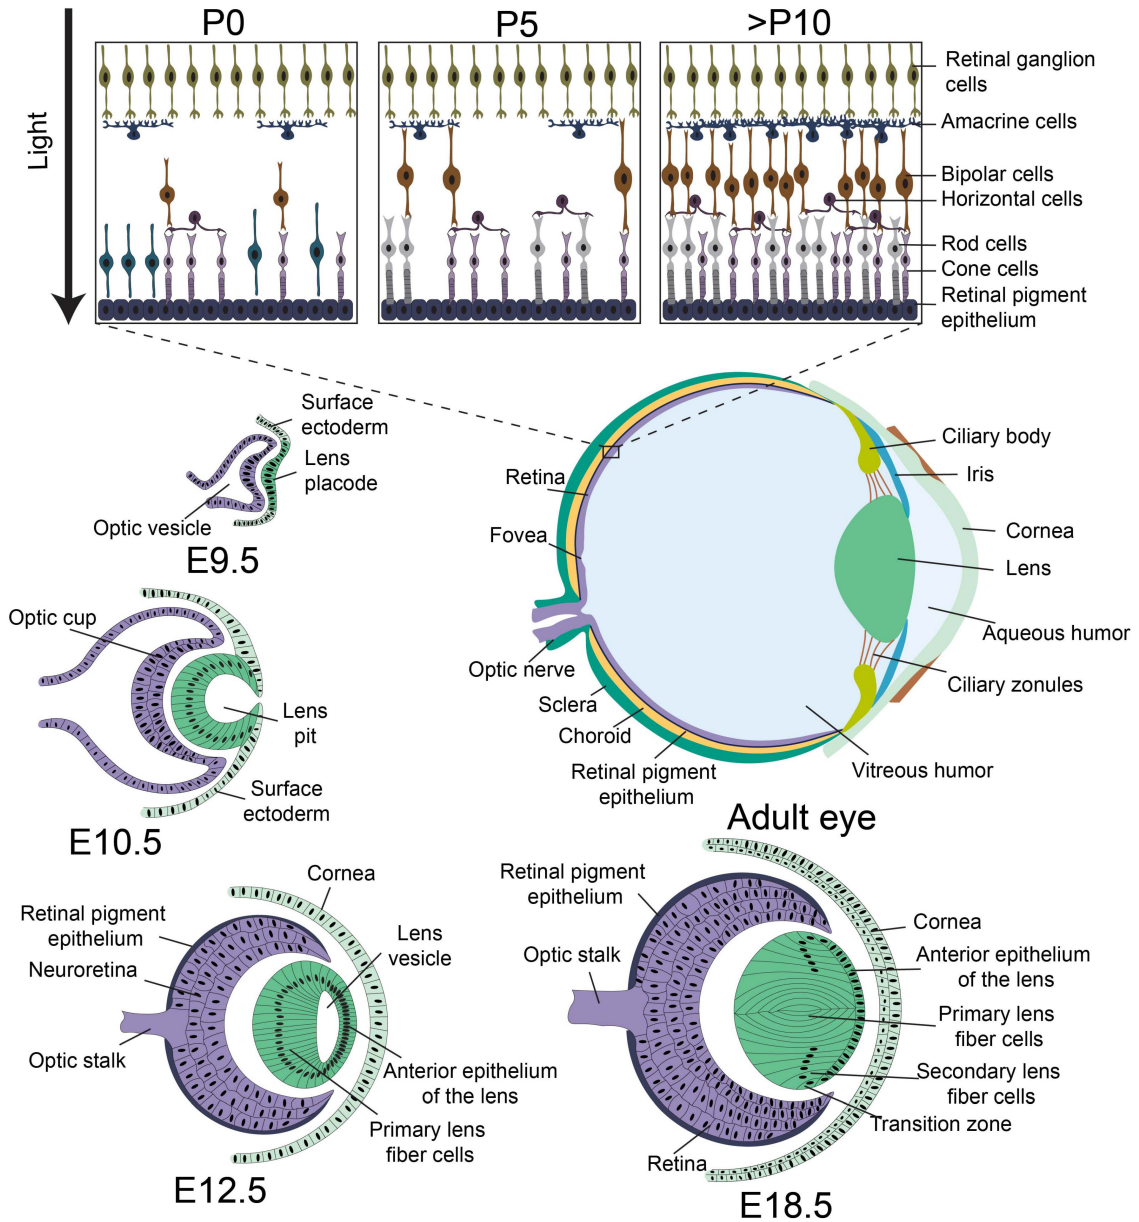 P0
P5
>P10
Light
Retinal ganglion
cells
Amacrine cells
Bipolar cells
Horizontal cells
Rod cells
Cone cells
Retinal pigment
epithelium
Surface
ectoderm
Lens
placode
Optic vesicle
E9.5
Optic cup
Lens
pit
Surface
ectoderm
E10.5
Retina
Fovea
Optic nerve
Sclera
Choroid
Retinal pigment
epithelium
Ciliary body
Iris
Cornea
Lens
Aqueous humor
Ciliary zonules
Vitreous humor
Adult eye
Cornea
Retinal pigment
epithelium
Neuroretina
Optic stalk
Lens
vesicle
Anterior epithelium
of the lens
Primary lens
fiber cells
E12.5
Retinal pigment
epithelium
Optic stalk
Cornea
Anterior epithelium
of the lens
Primary lens
fiber cells
Secondary lens
fiber cells
Transition zone
Retina
E18.5